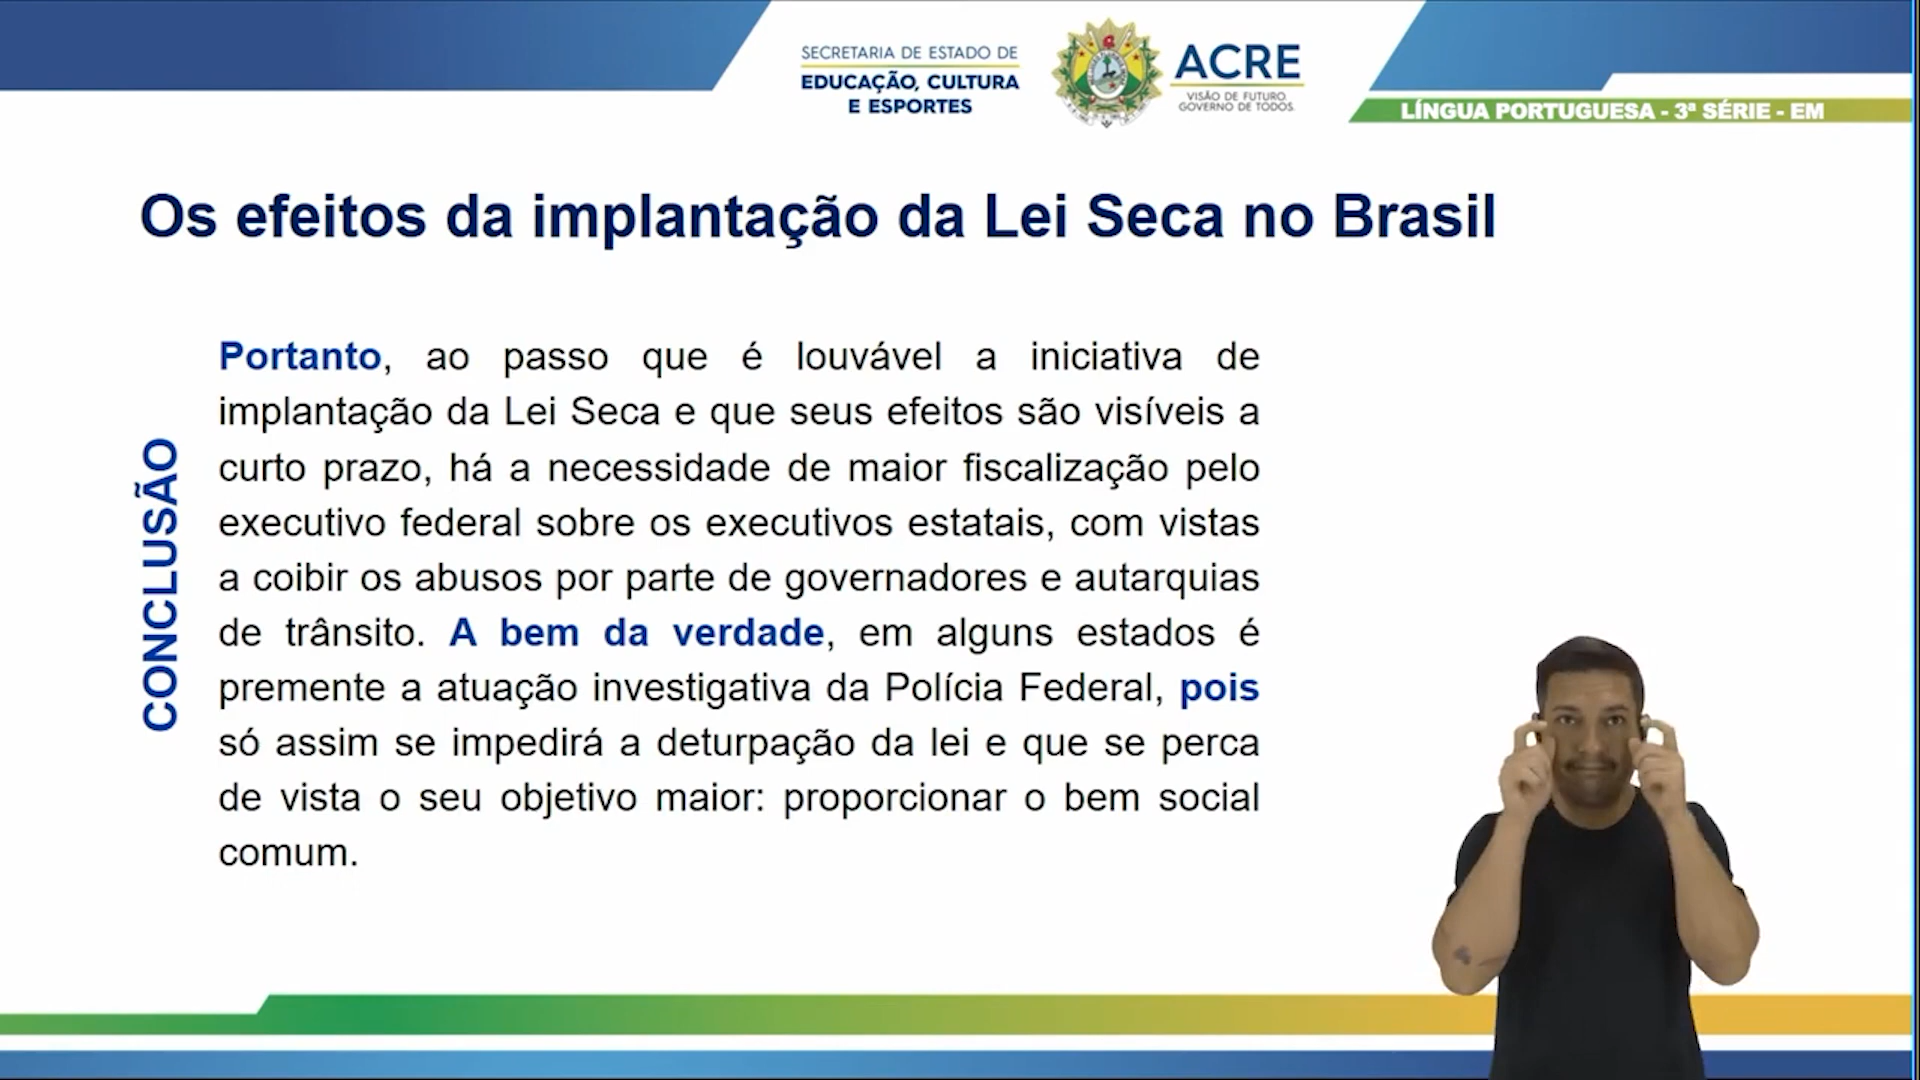 SECRETARIA DE ESTADO DE
EDUCAÇÃO, CULTURA
E ESPORTES
ACRE
VISÃO DE FUTURO.
GOVERNO DE TODOS.
LÍNGUA PORTUGUESA - 3ª SÉRIE - EM
Os efeitos da implantação da Lei Seca no Brasil
CONCLUSÃO
Portanto, ao passo que é louvável a iniciativa de
implantação da Lei Seca e que seus efeitos são visíveis a
curto prazo, há a necessidade de maior fiscalização pelo
executivo federal sobre os executivos estatais, com vistas
a coibir os abusos por parte de governadores e autarquias
de trânsito. A bem da verdade, em alguns estados é
premente a atuação investigativa da Polícia Federal, pois
só assim se impedirá a deturpação da lei e que se perca
de vista o seu objetivo maior: proporcionar o bem social
comum.